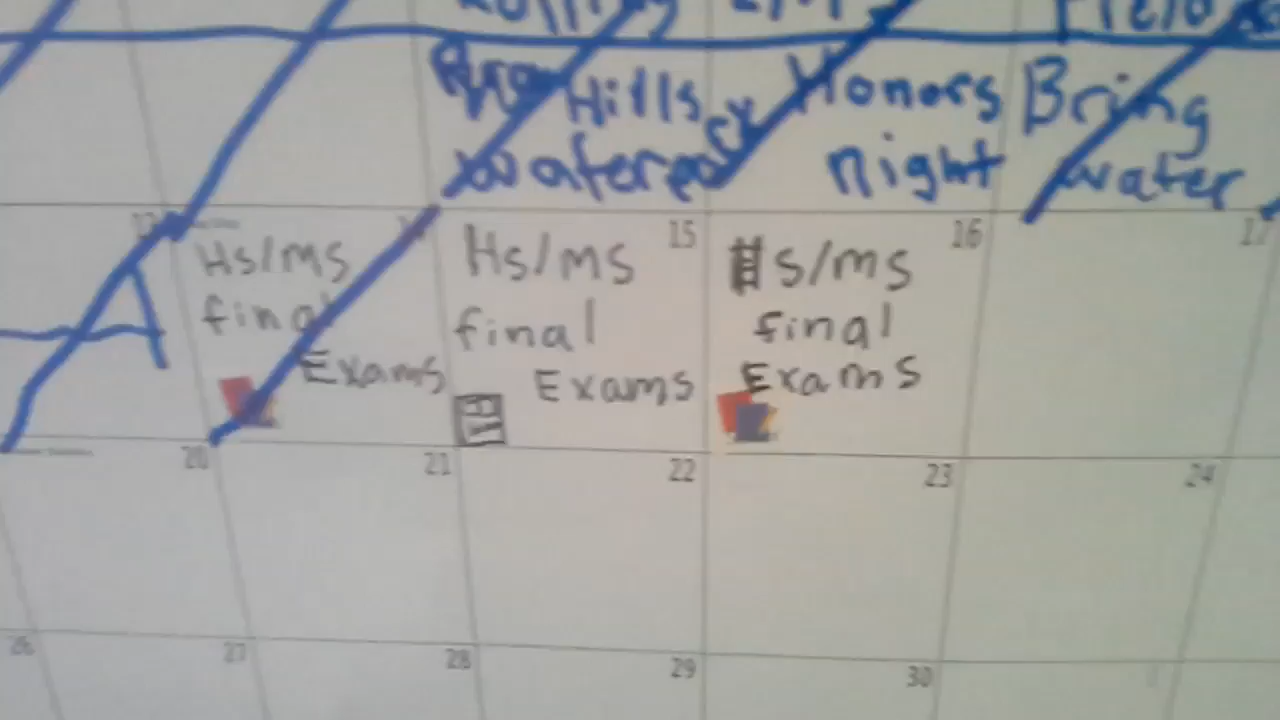 Hills Honors Bring
night water
15 16 17
Hs/ms Hs/ms Hs/ms
final final final
Exams Exams Exams
20 21 22 23 24
26 27 28 29 30